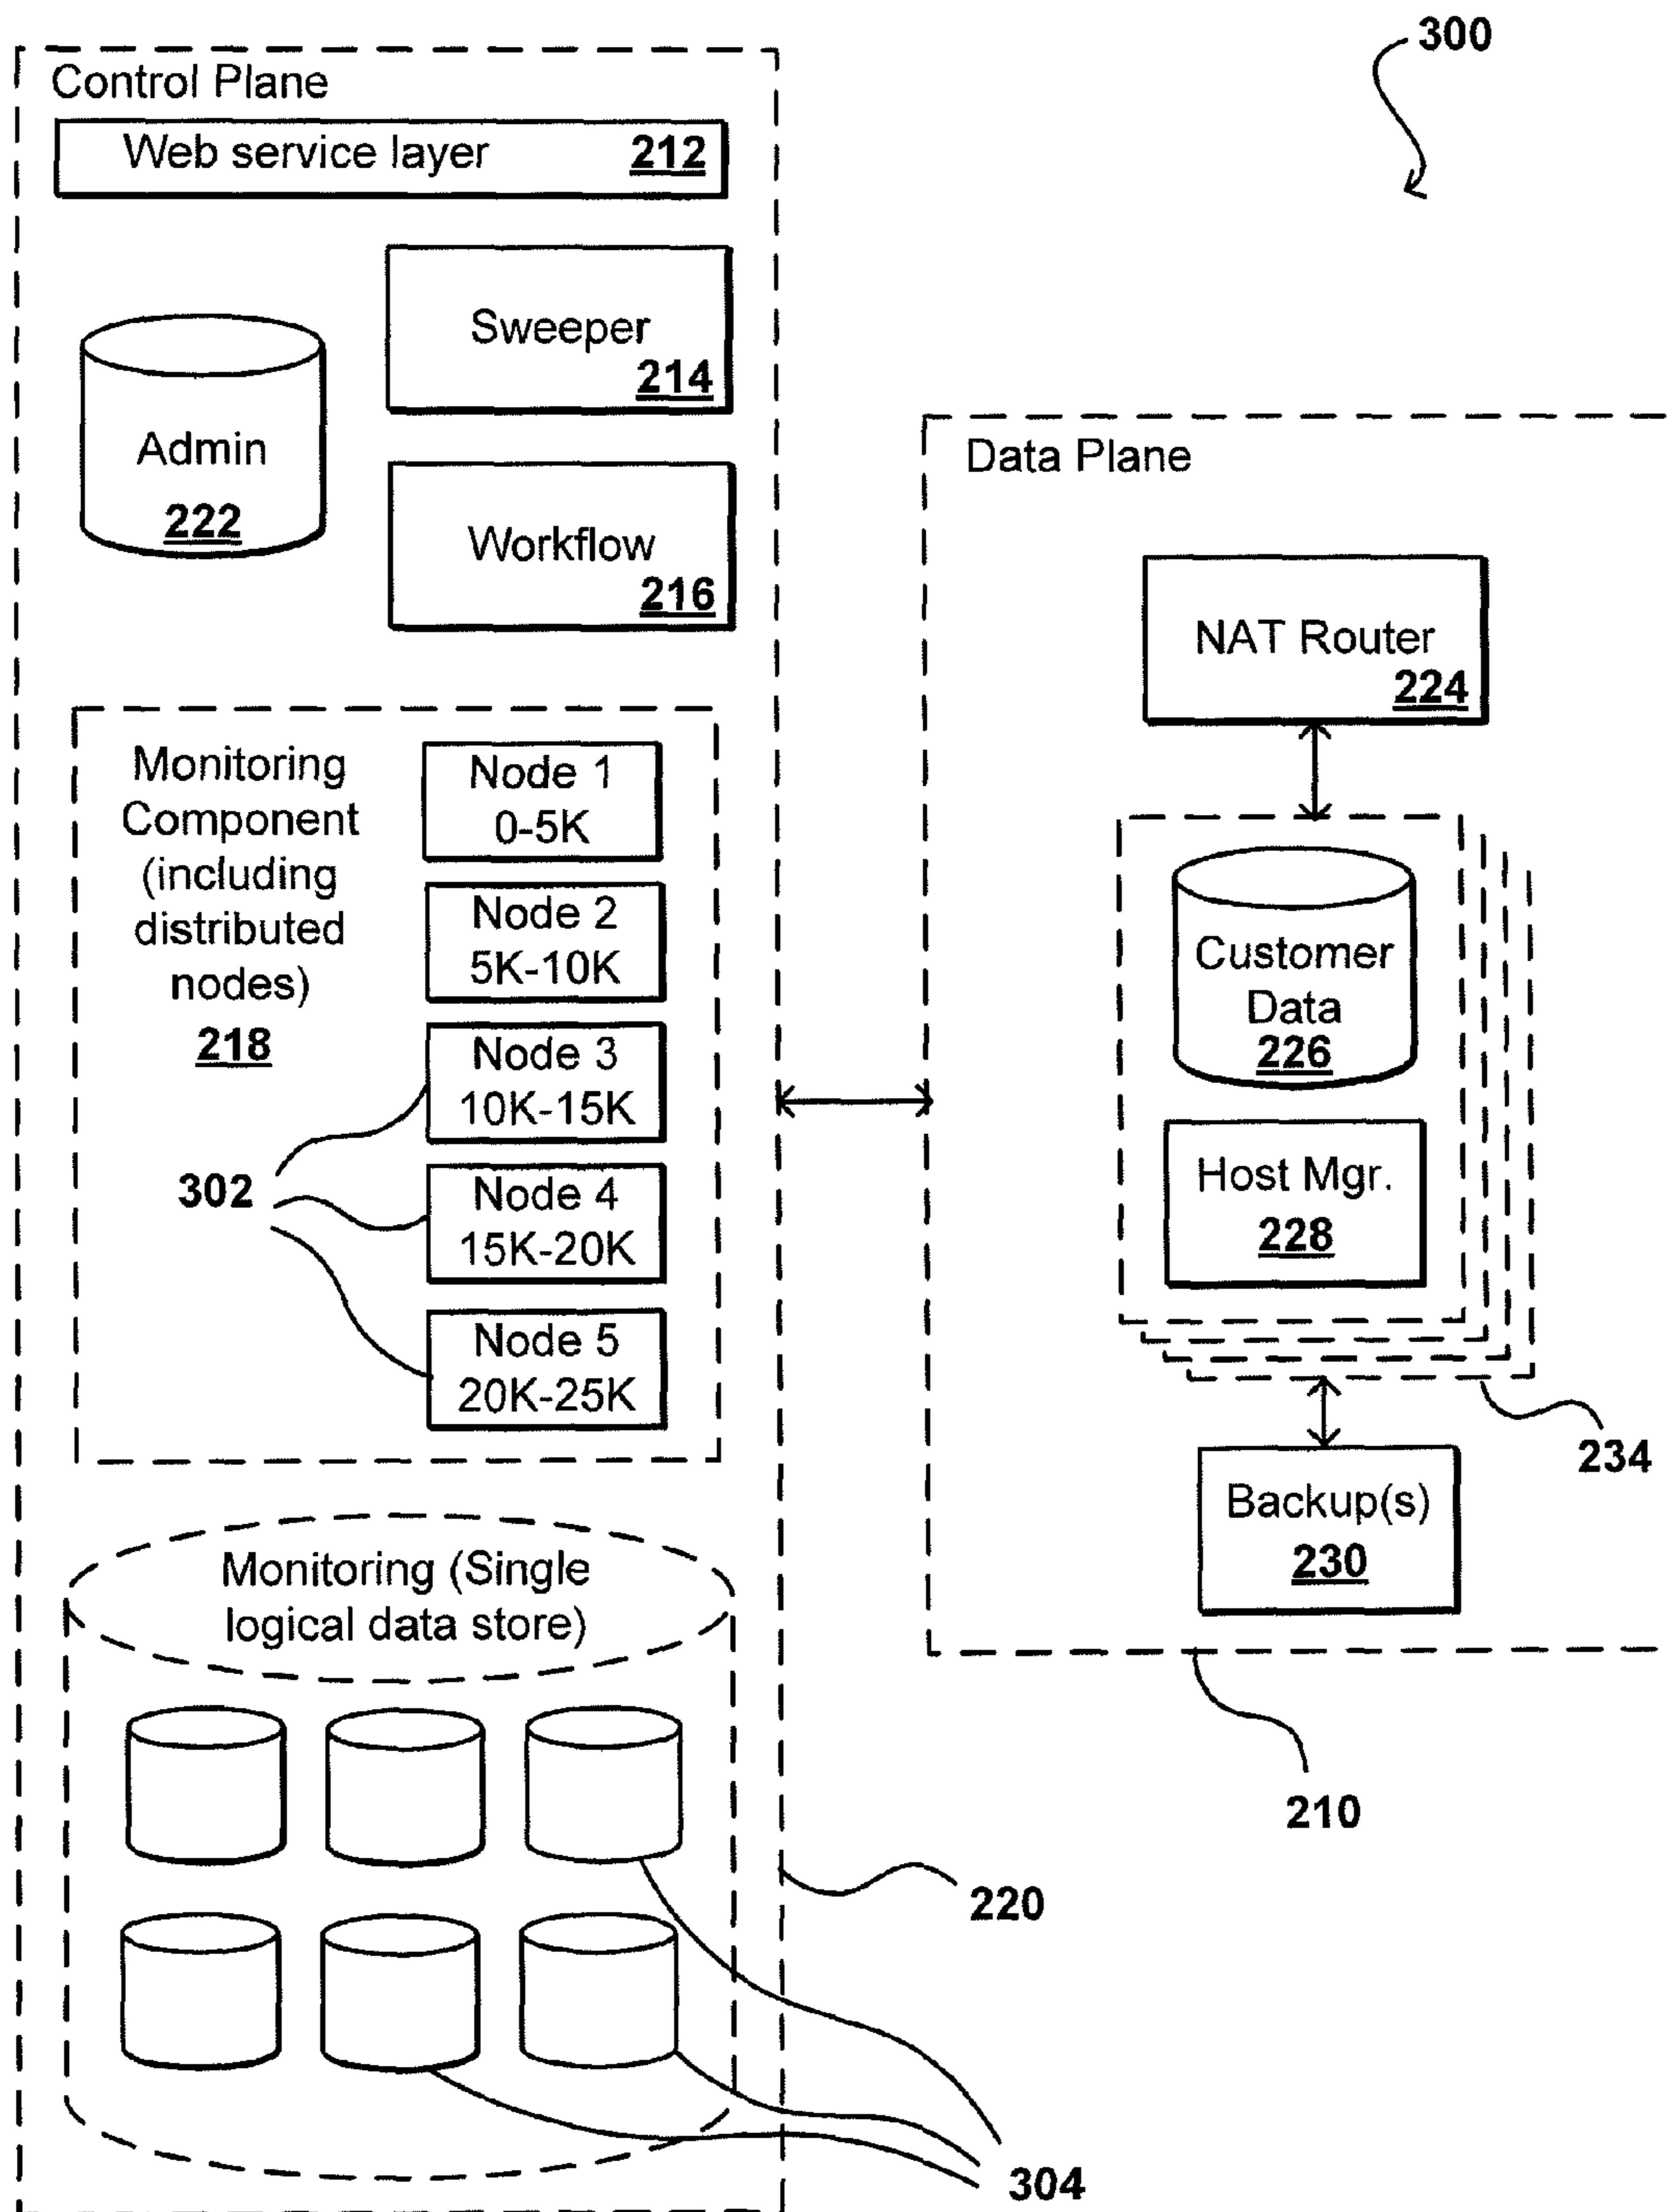 300
Control Plane
Web service layer 212
Sweeper
214
Admin
222
Workflow
216
Monitoring
Component
(including
distributed
nodes)
218
Node 1
0-5K
Node 2
5K-10K
Node 3
10K-15K
Node 4
15K-20K
Node 5
20K-25K
302
Monitoring (Single
logical data store)
220
304
Data Plane
NAT Router
224
Customer
Data
226
Host Mgr.
228
234
Backup(s)
230
210